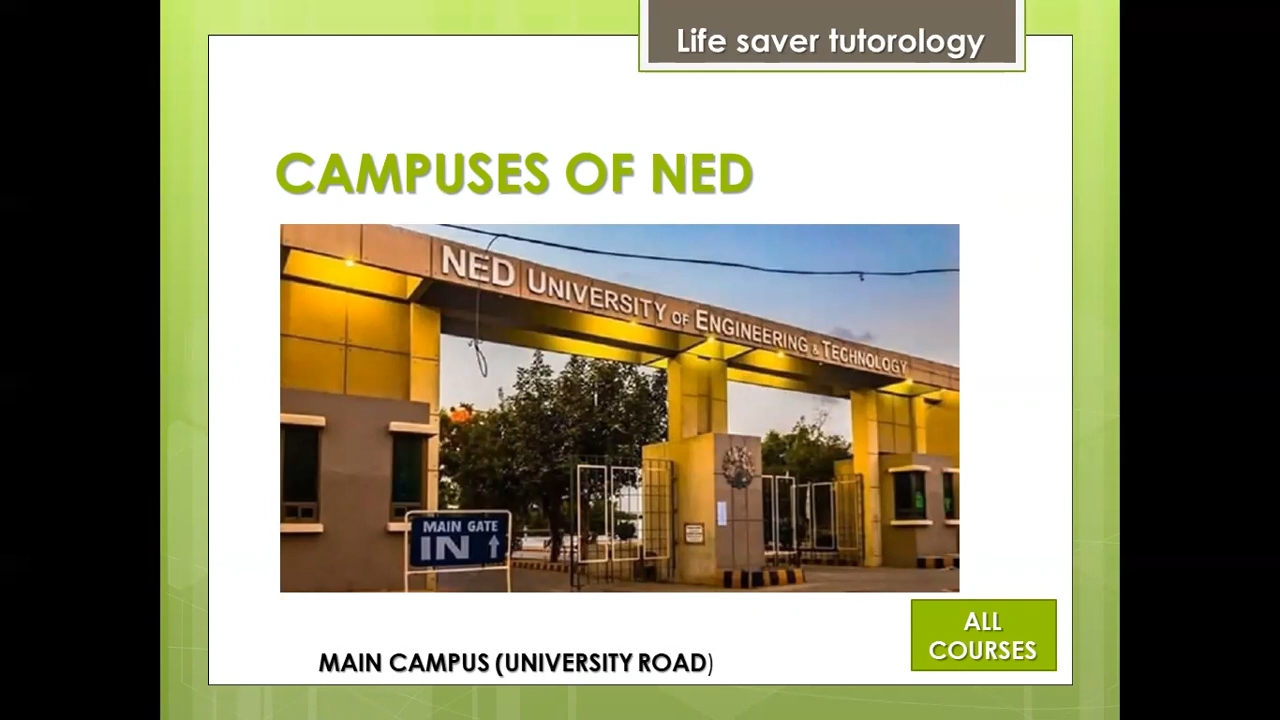 Life saver tutorology
CAMPUSES OF NED
NED UNIVERSITY OF ENGINEERING & TECHNOLOGY
MAIN GATE
IN ↑
ALL
COURSES
MAIN CAMPUS (UNIVERSITY ROAD)